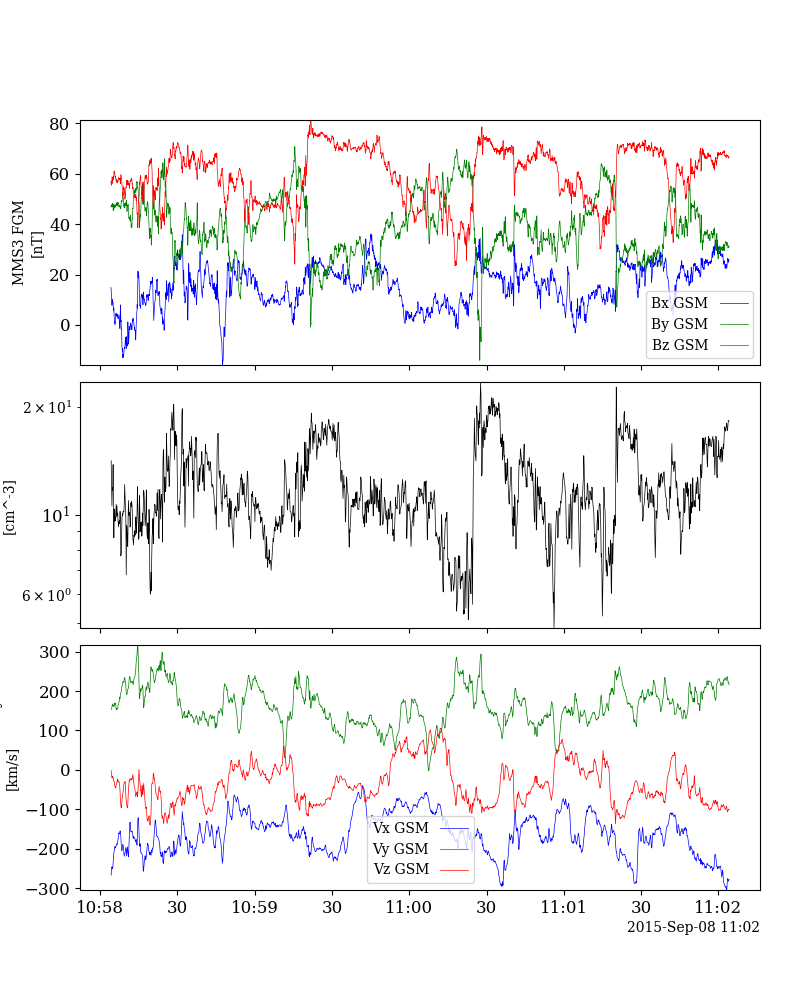 80
60
40
20
0
MMS3 FGM
[nT]
Bx GSM
By GSM
Bz GSM
2×10¹
10¹
6×10⁰
[cm^-3]
300
200
100
0
−100
−200
−300
[km/s]
Vx GSM
Vy GSM
Vz GSM
10:58 30 10:59 30 11:00 30 11:01 30 11:02
2015-Sep-08 11:02